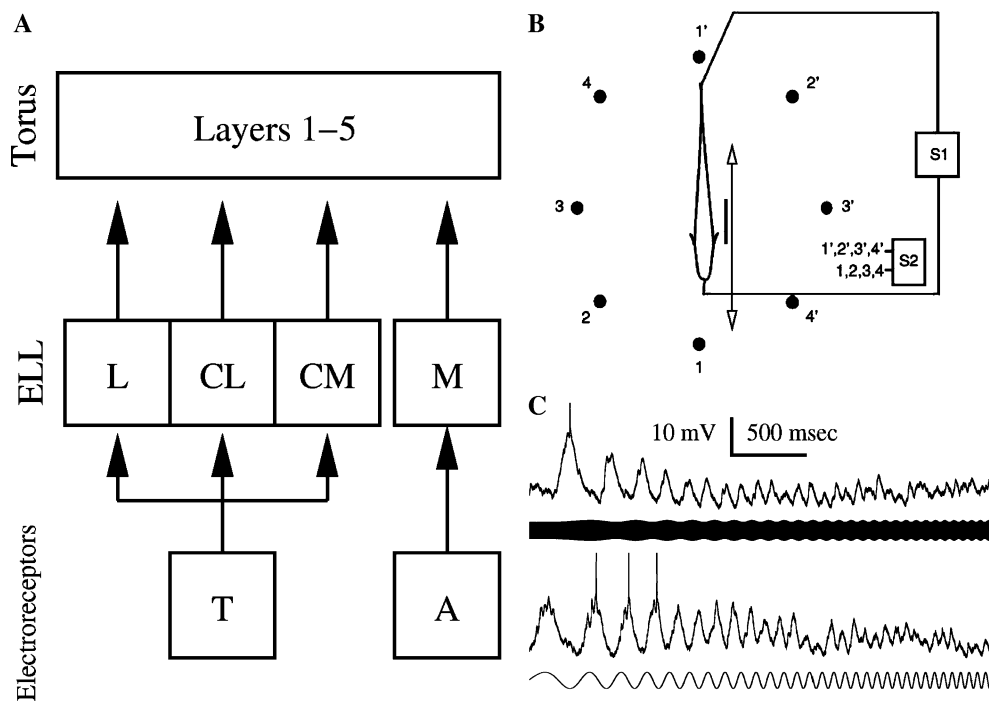 A
Torus
Layers 1–5
ELL
L
CL
CM
M
Electroreceptors
T
A
B
1'
4
2'
S1
3
3'
1',2',3',4'
1,2,3,4
S2
2
4'
1
C
10 mV
500 msec